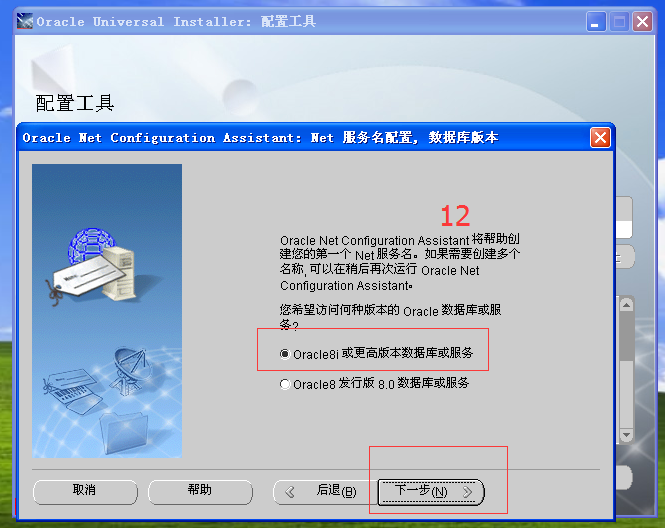 Oracle Universal Installer: 配置工具
配置工具
Oracle Net Configuration Assistant: Net 服务名配置, 数据库版本
12
Oracle Net Configuration Assistant 将帮助创
建您的第一个 Net 服务名。如果需要创建多个
名称, 可以在稍后再次运行 Oracle Net
Configuration Assistant。
您希望访问何种版本的 Oracle 数据库或服
务?
Oracle8i 或更高版本数据库或服务
Oracle8 发行版 8.0 数据库或服务
取消
帮助
后退(B)
下一步(N)